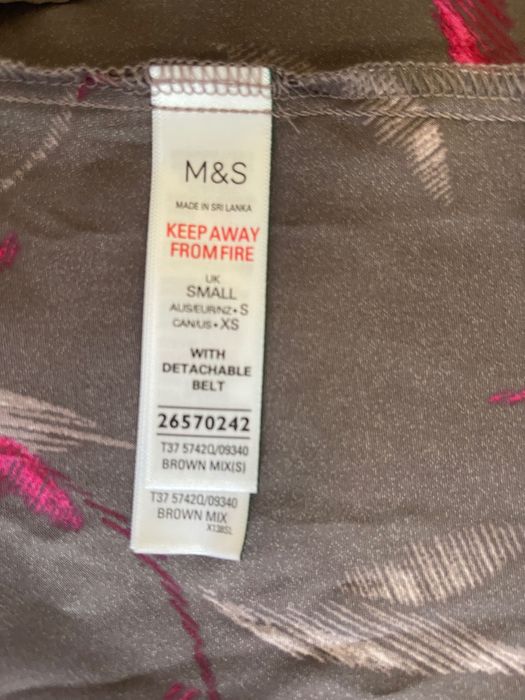 M&S
MADE IN SRI LANKA
KEEP AWAY
FROM FIRE
UK
SMALL
AUS/EUR/NZ • S
CAN/US • XS
WITH
DETACHABLE
BELT
26570242
T37 5742Q/09340
BROWN MIX(S)
T37 5742Q/09340
BROWN MIX
X138SL